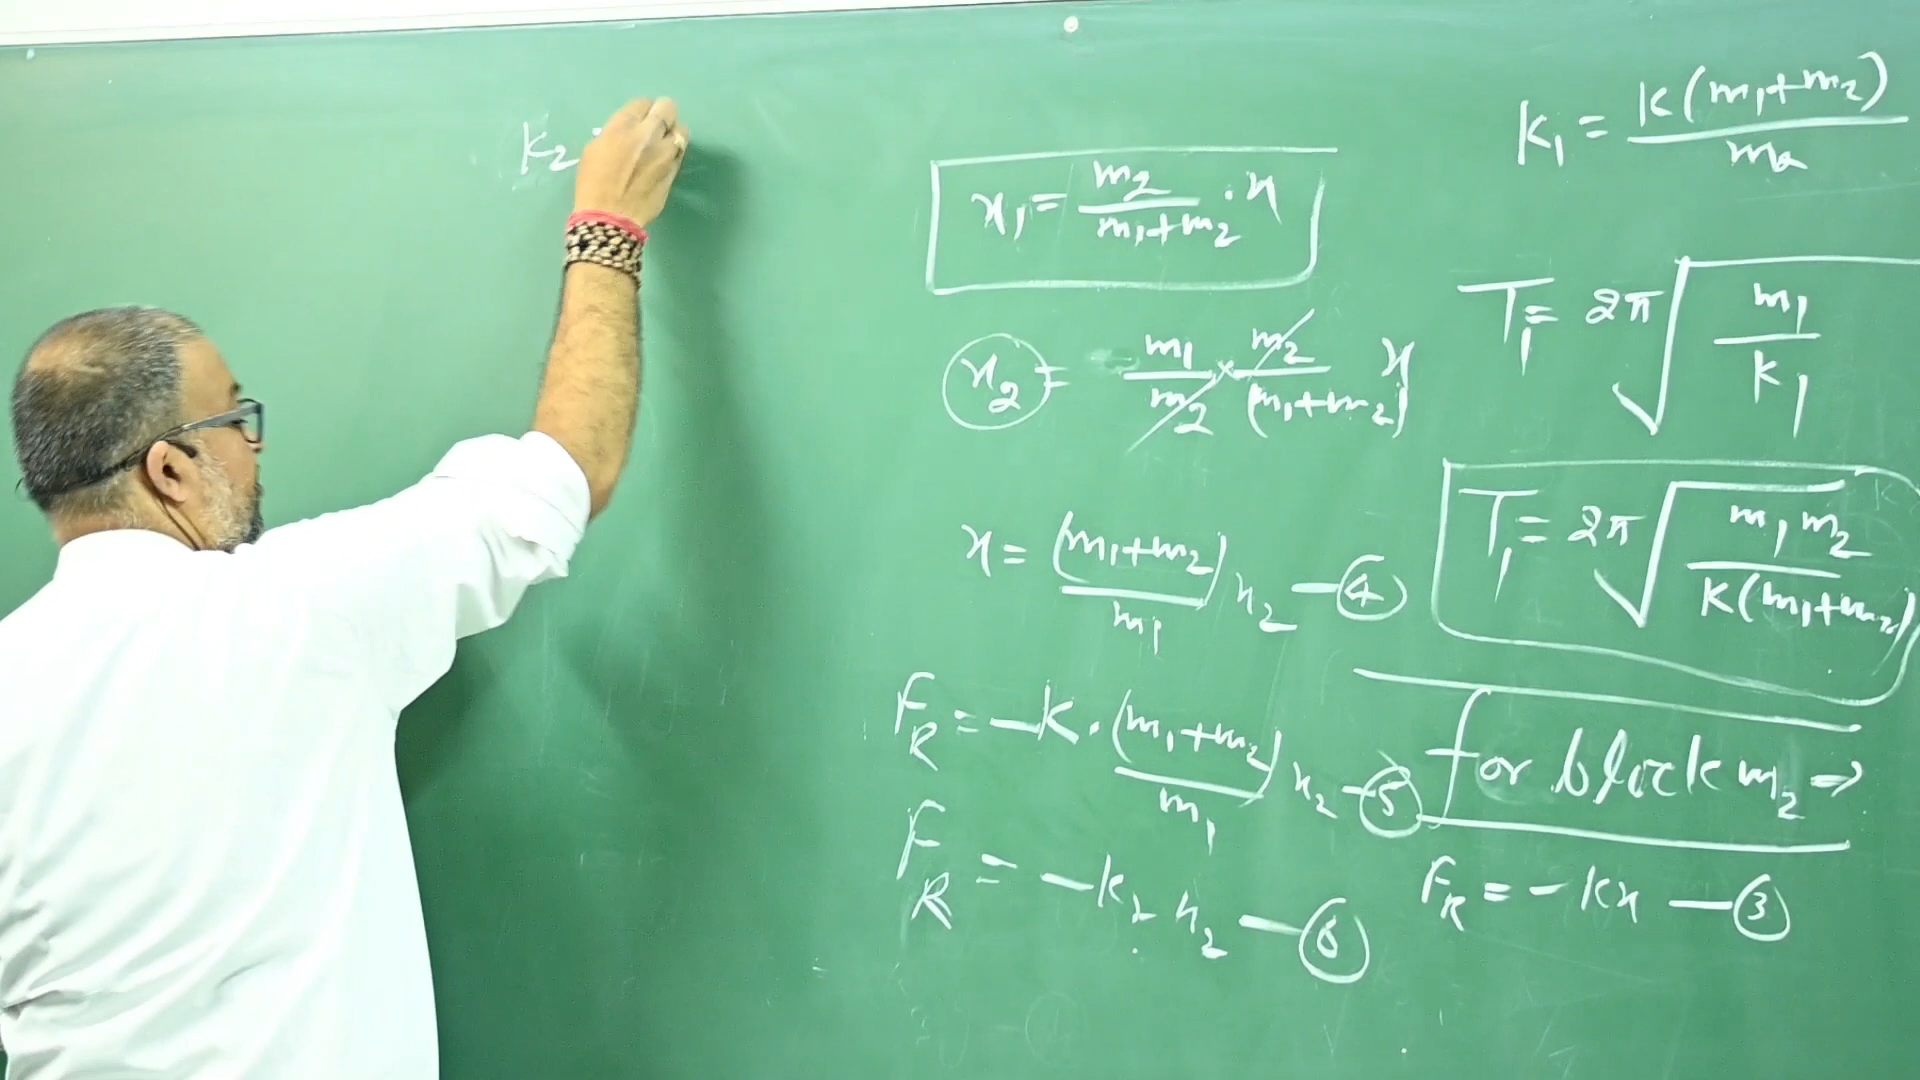 k₂ =
x₁ = m₂/(m₁+m₂) · x
x₂ = m₁/m₂ × m₂/(m₁+m₂) x
x = (m₁+m₂)/m₁ x₂ — ④
F_R = -K · (m₁+m₂)/m₁ x₂ — ⑤
F_R = -k₂ x₂ — ⑥
k₁ = K(m₁+m₂)/m₂
T₁ = 2π √(m₁/k₁)
T₁ = 2π √(m₁m₂/K(m₁+m₂))
for block m₂ ⇒
F_R = -Kx — ③